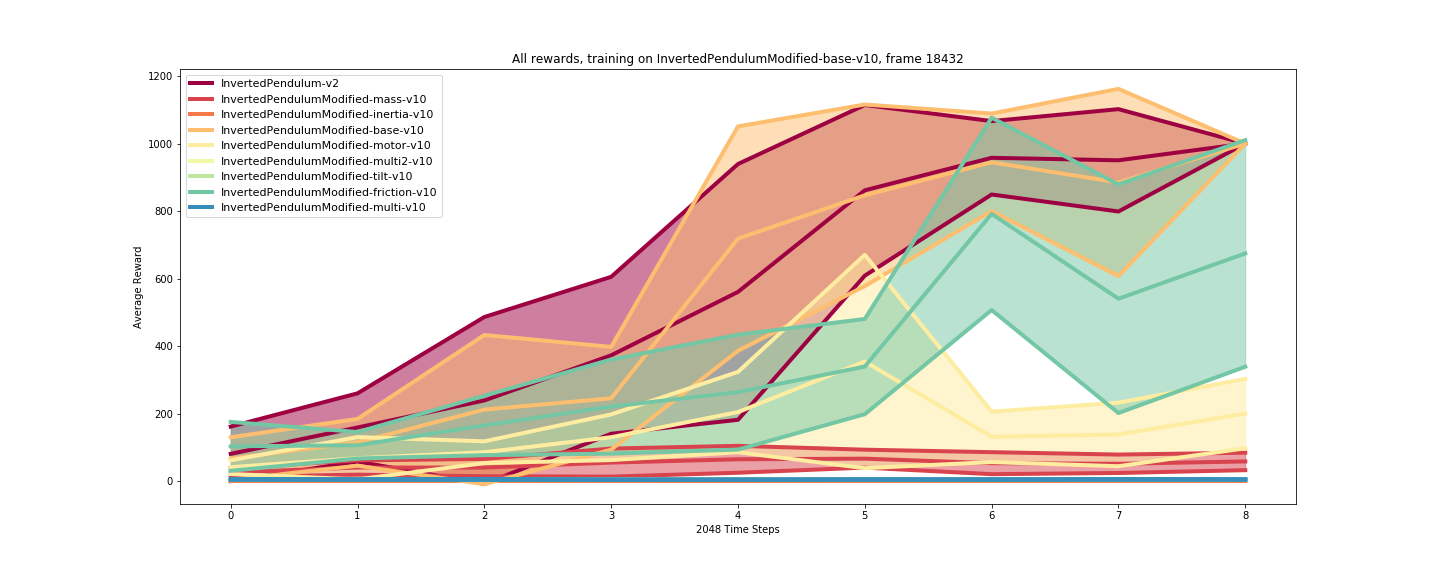 All rewards, training on InvertedPendulumModified-base-v10, frame 18432
1200
1000
800
600
400
200
0
Average Reward
InvertedPendulum-v2
InvertedPendulumModified-mass-v10
InvertedPendulumModified-inertia-v10
InvertedPendulumModified-base-v10
InvertedPendulumModified-motor-v10
InvertedPendulumModified-multi2-v10
InvertedPendulumModified-tilt-v10
InvertedPendulumModified-friction-v10
InvertedPendulumModified-multi-v10
0 1 2 3 4 5 6 7 8
2048 Time Steps